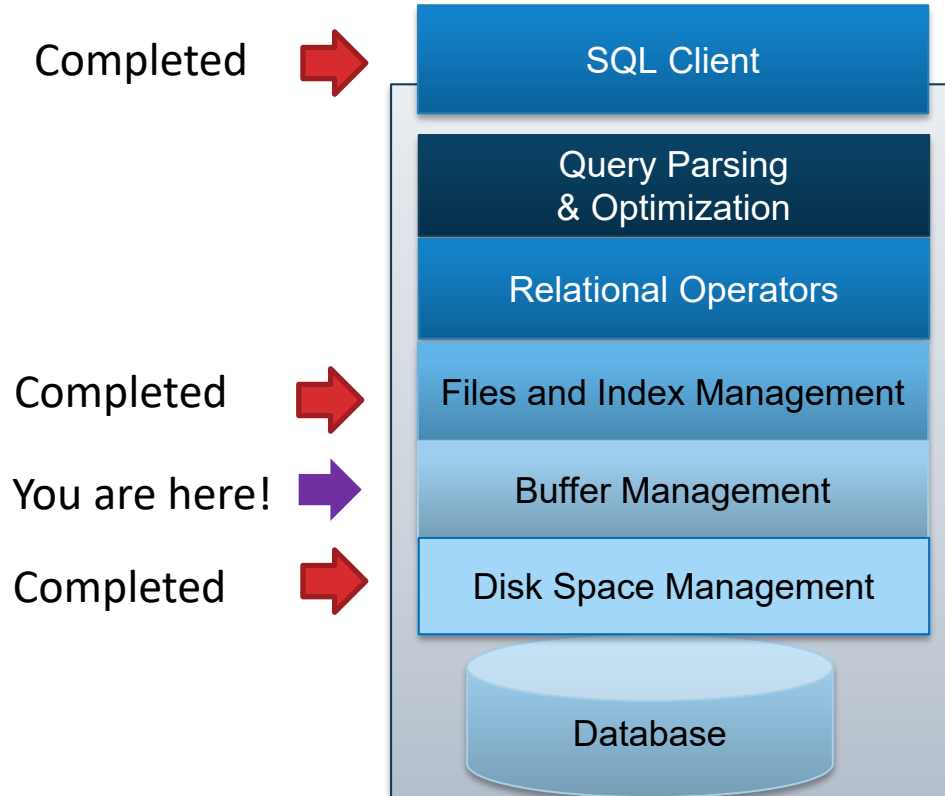 Completed
SQL Client
Query Parsing
& Optimization
Relational Operators
Completed
Files and Index Management
You are here!
Buffer Management
Completed
Disk Space Management
Database